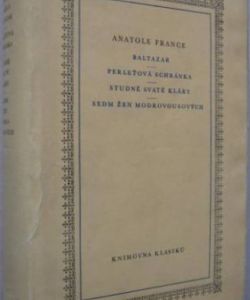 ANATOLE FRANCE
BALTAZAR
PERLEŤOVÁ SCHRÁNKA
STUDNĚ SVATÉ KLÁRY
SEDM ŽEN MODROVOUSOVÝCH
KNIHOVNA KLASIKŮ